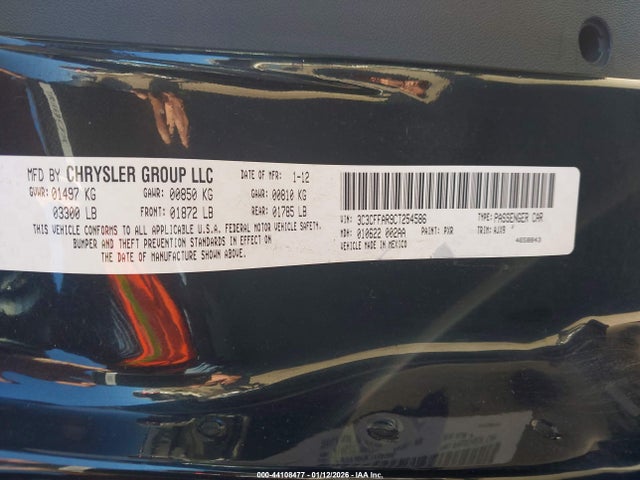 MFD BY CHRYSLER GROUP LLC DATE OF MFR: 1-12
GVWR: 01497 KG GAWR: 00850 KG GAWR: 00810 KG
03300 LB FRONT: 01872 LB REAR: 01785 LB
THIS VEHICLE CONFORMS TO ALL APPLICABLE U.S.A. FEDERAL MOTOR VEHICLE SAFETY,
BUMPER AND THEFT PREVENTION STANDARDS IN EFFECT ON
THE DATE OF MANUFACTURE SHOWN ABOVE.
VIN: 3C3CFFAR9CT254586 TYPE: PASSENGER CAR
MDH: 010622 002AA PAINT: PXR TRIM: AJX9
MADE IN MEXICO 4658843
000-44108477 - 01/12/2026 - IAA Inc.